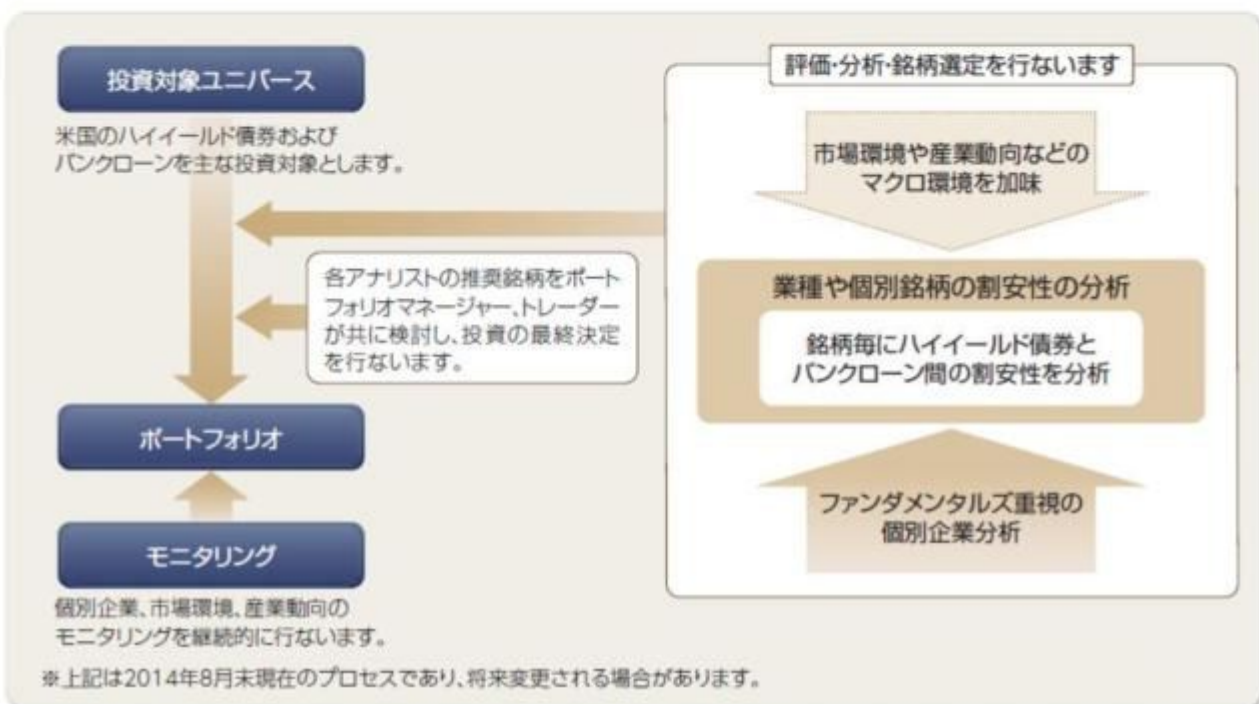 投資対象ユニバース
米国のハイイールド債券および
バンクローンを主な投資対象とします。
各アナリストの推奨銘柄をポート
フォリオマネージャー、トレーダー
が共に検討し、投資の最終決定
を行ないます。
ポートフォリオ
モニタリング
個別企業、市場環境、産業動向の
モニタリングを継続的に行ないます。
評価・分析・銘柄選定を行ないます
市場環境や産業動向などの
マクロ環境を加味
業種や個別銘柄の割安性の分析
銘柄毎にハイイールド債券と
バンクローン間の割安性を分析
ファンダメンタルズ重視の
個別企業分析
※上記は2014年8月末現在のプロセスであり、将来変更される場合があります。